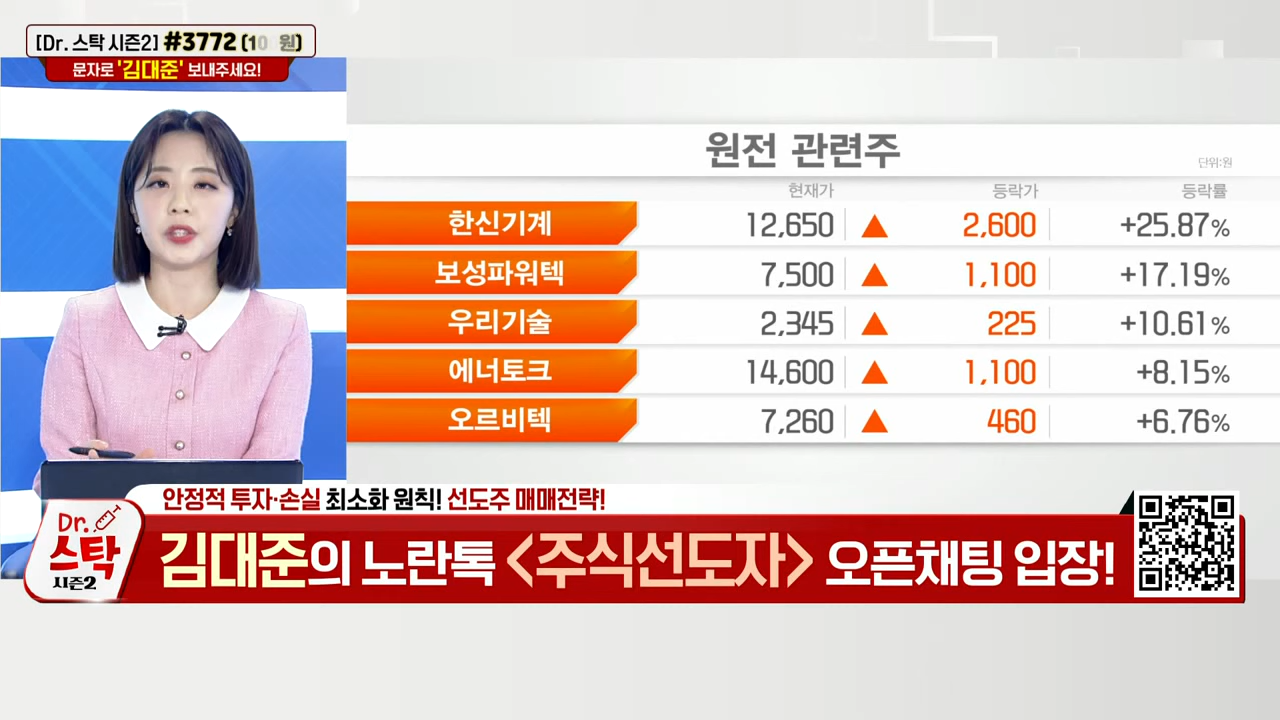 [Dr. 스탁 시즌2] #3772 (10 원)
문자로 '김대준' 보내주세요!
원전 관련주
단위:원
현재가 등락가 등락률
한신기계 12,650 ▲ 2,600 +25.87%
보성파워텍 7,500 ▲ 1,100 +17.19%
우리기술 2,345 ▲ 225 +10.61%
에너토크 14,600 ▲ 1,100 +8.15%
오르비텍 7,260 ▲ 460 +6.76%
안정적 투자·손실 최소화 원칙! 선도주 매매전략!
Dr.
스탁
시즌2
김대준의 노란톡 <주식선도자> 오픈채팅 입장!